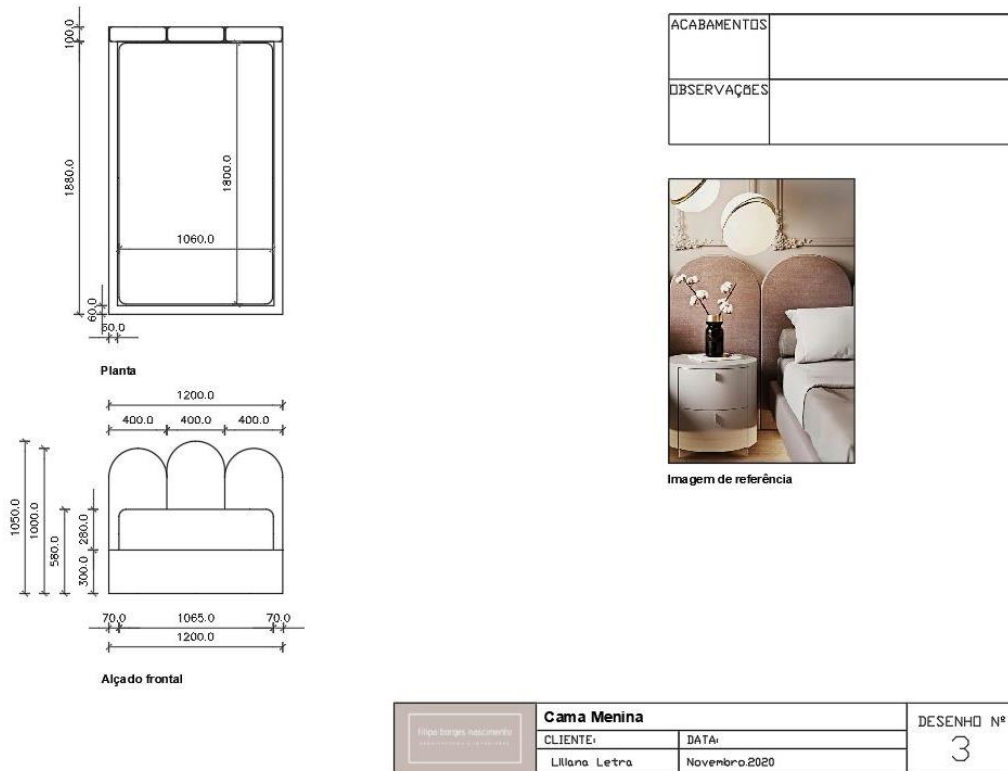 100.0
1880.0
1800.0
1060.0
60.0
60.0
Planta
1200.0
400.0 400.0 400.0
1050.0
1000.0
580.0
280.0
300.0
70.0 1065.0 70.0
1200.0
Alçado frontal
ACABAMENTOS
OBSERVAÇÕES
Imagem de referência
filipa borges nascimento
Cama Menina
CLIENTE:
Liliana Letra
DATA:
Novembro.2020
DESENHO Nº
3